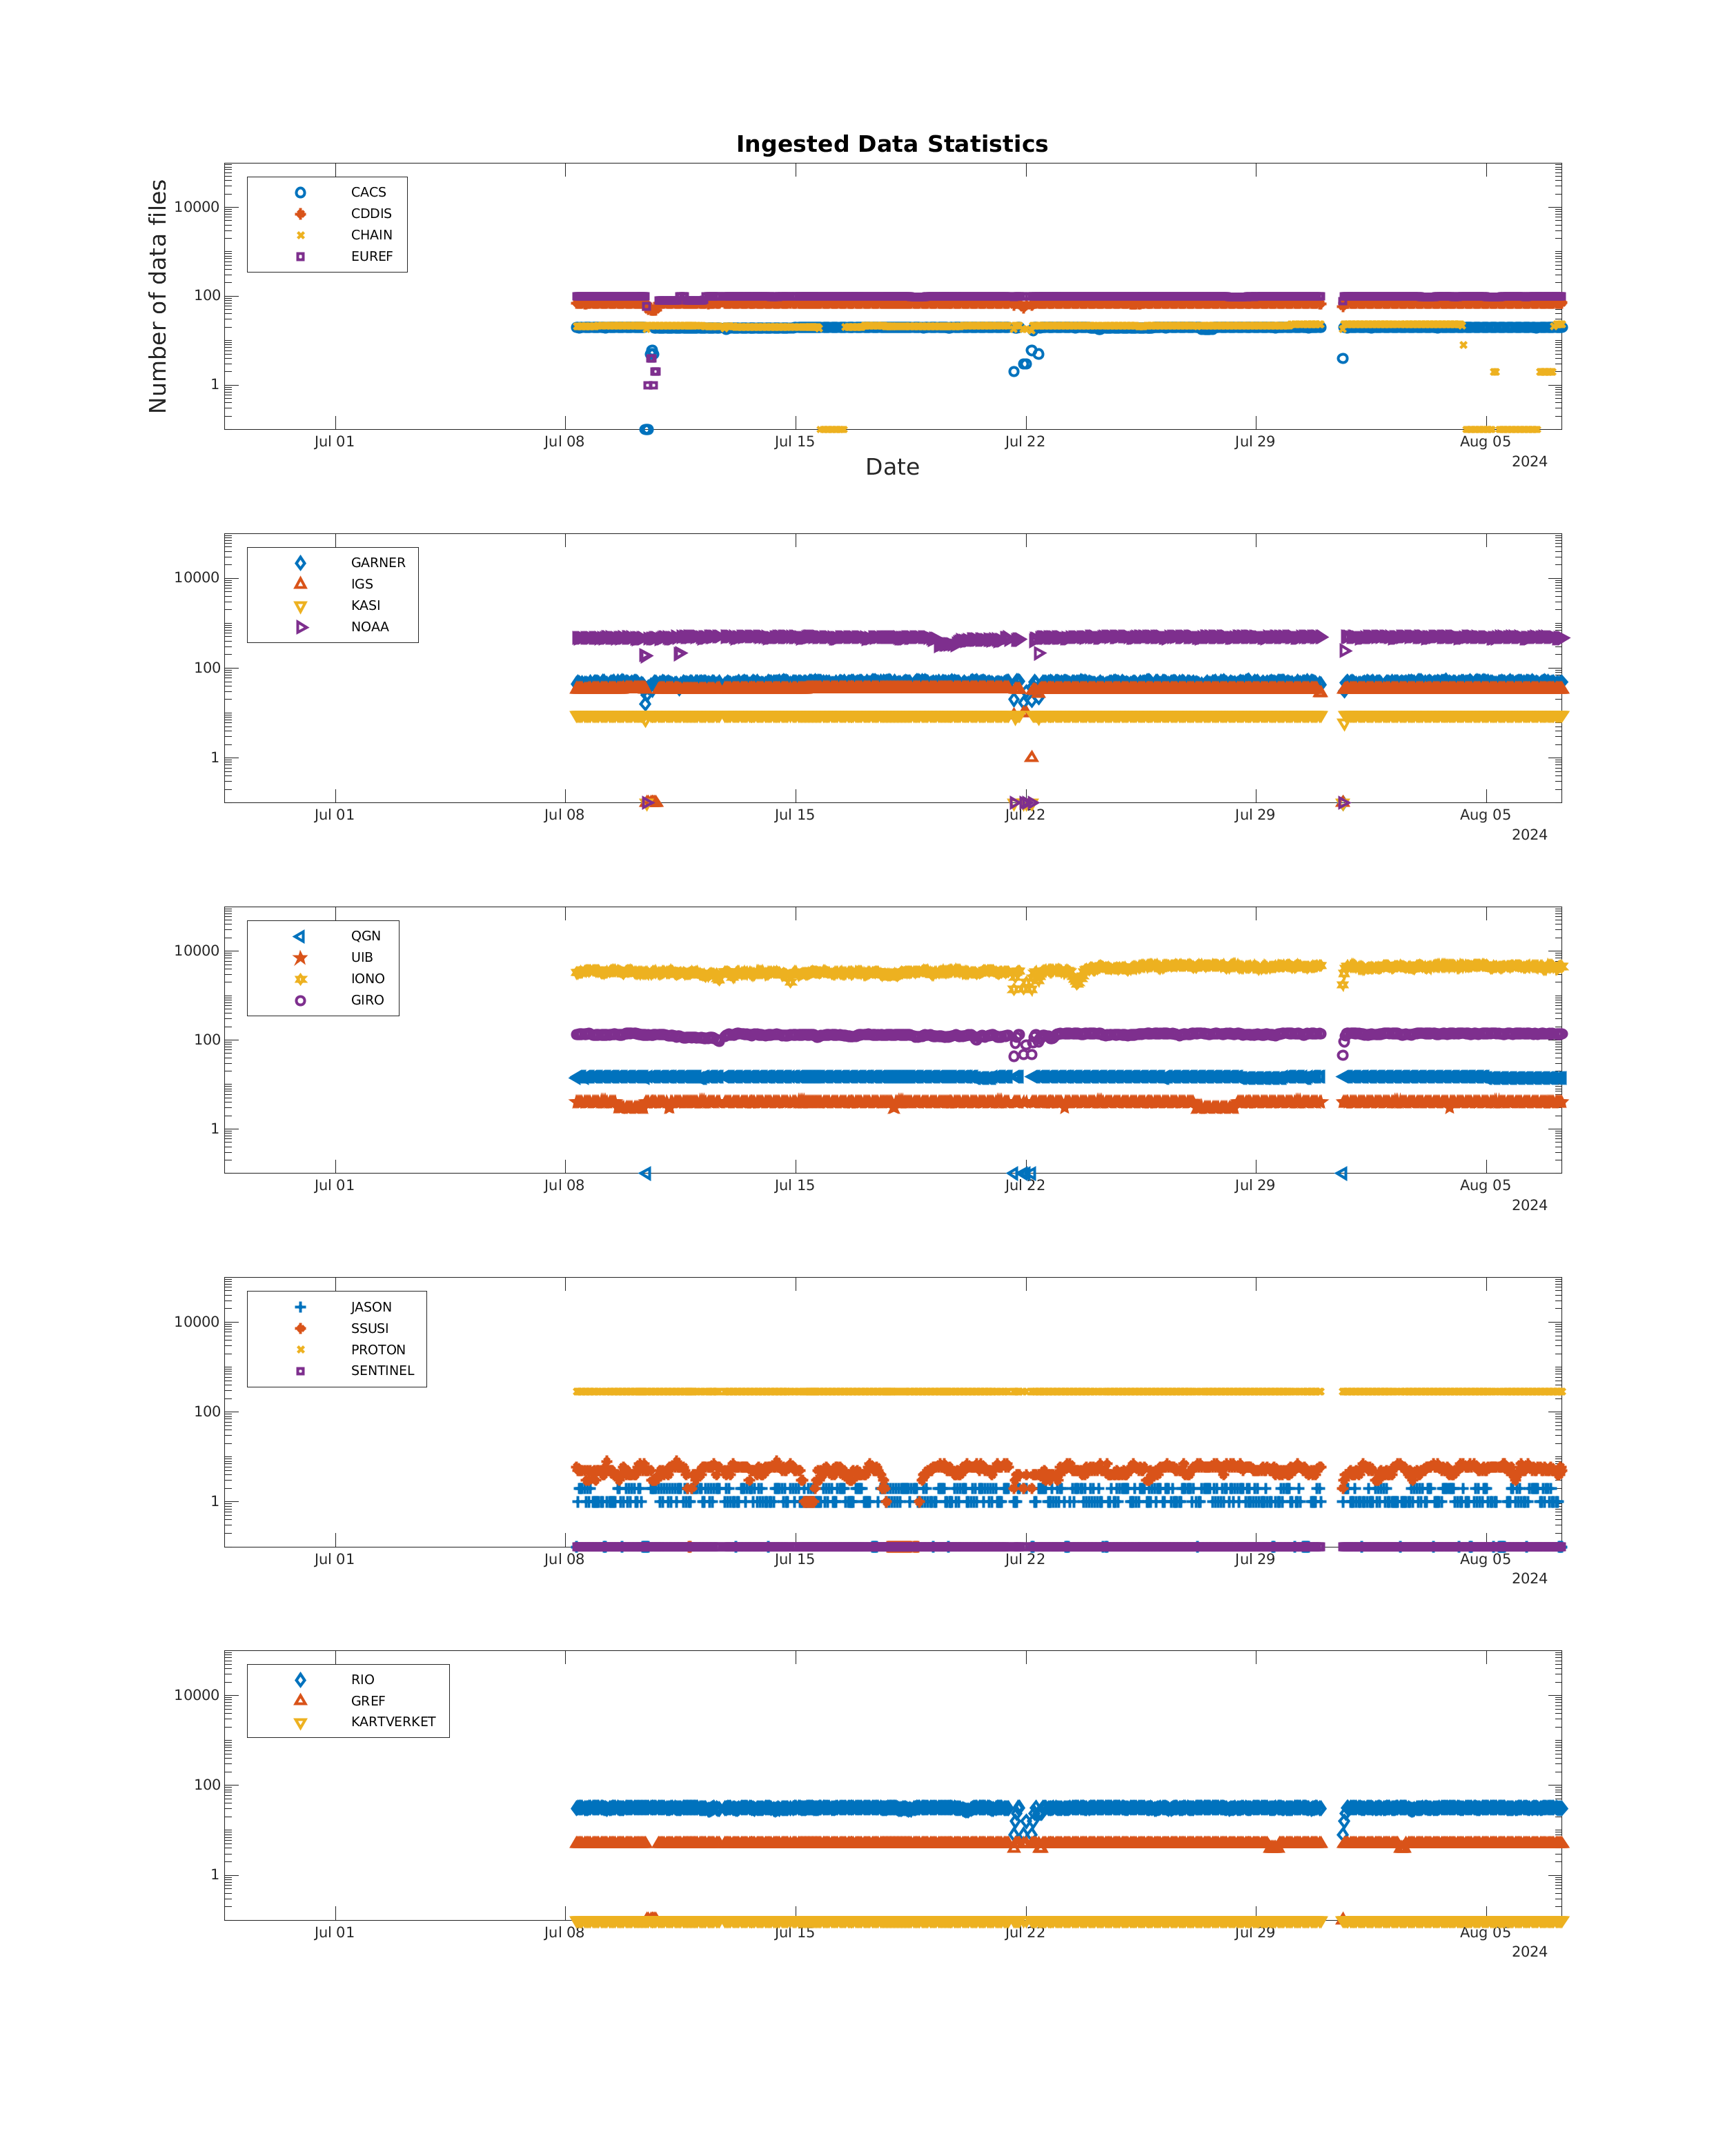 Ingested Data Statistics
Number of data files
10000
100
1
CACS
CDDIS
CHAIN
EUREF
Jul 01 Jul 08 Jul 15 Jul 22 Jul 29 Aug 05
2024
Date
10000
100
1
GARNER
IGS
KASI
NOAA
Jul 01 Jul 08 Jul 15 Jul 22 Jul 29 Aug 05
2024
10000
100
1
QGN
UIB
IONO
GIRO
Jul 01 Jul 08 Jul 15 Jul 22 Jul 29 Aug 05
2024
10000
100
1
JASON
SSUSI
PROTON
SENTINEL
Jul 01 Jul 08 Jul 15 Jul 22 Jul 29 Aug 05
2024
10000
100
1
RIO
GREF
KARTVERKET
Jul 01 Jul 08 Jul 15 Jul 22 Jul 29 Aug 05
2024